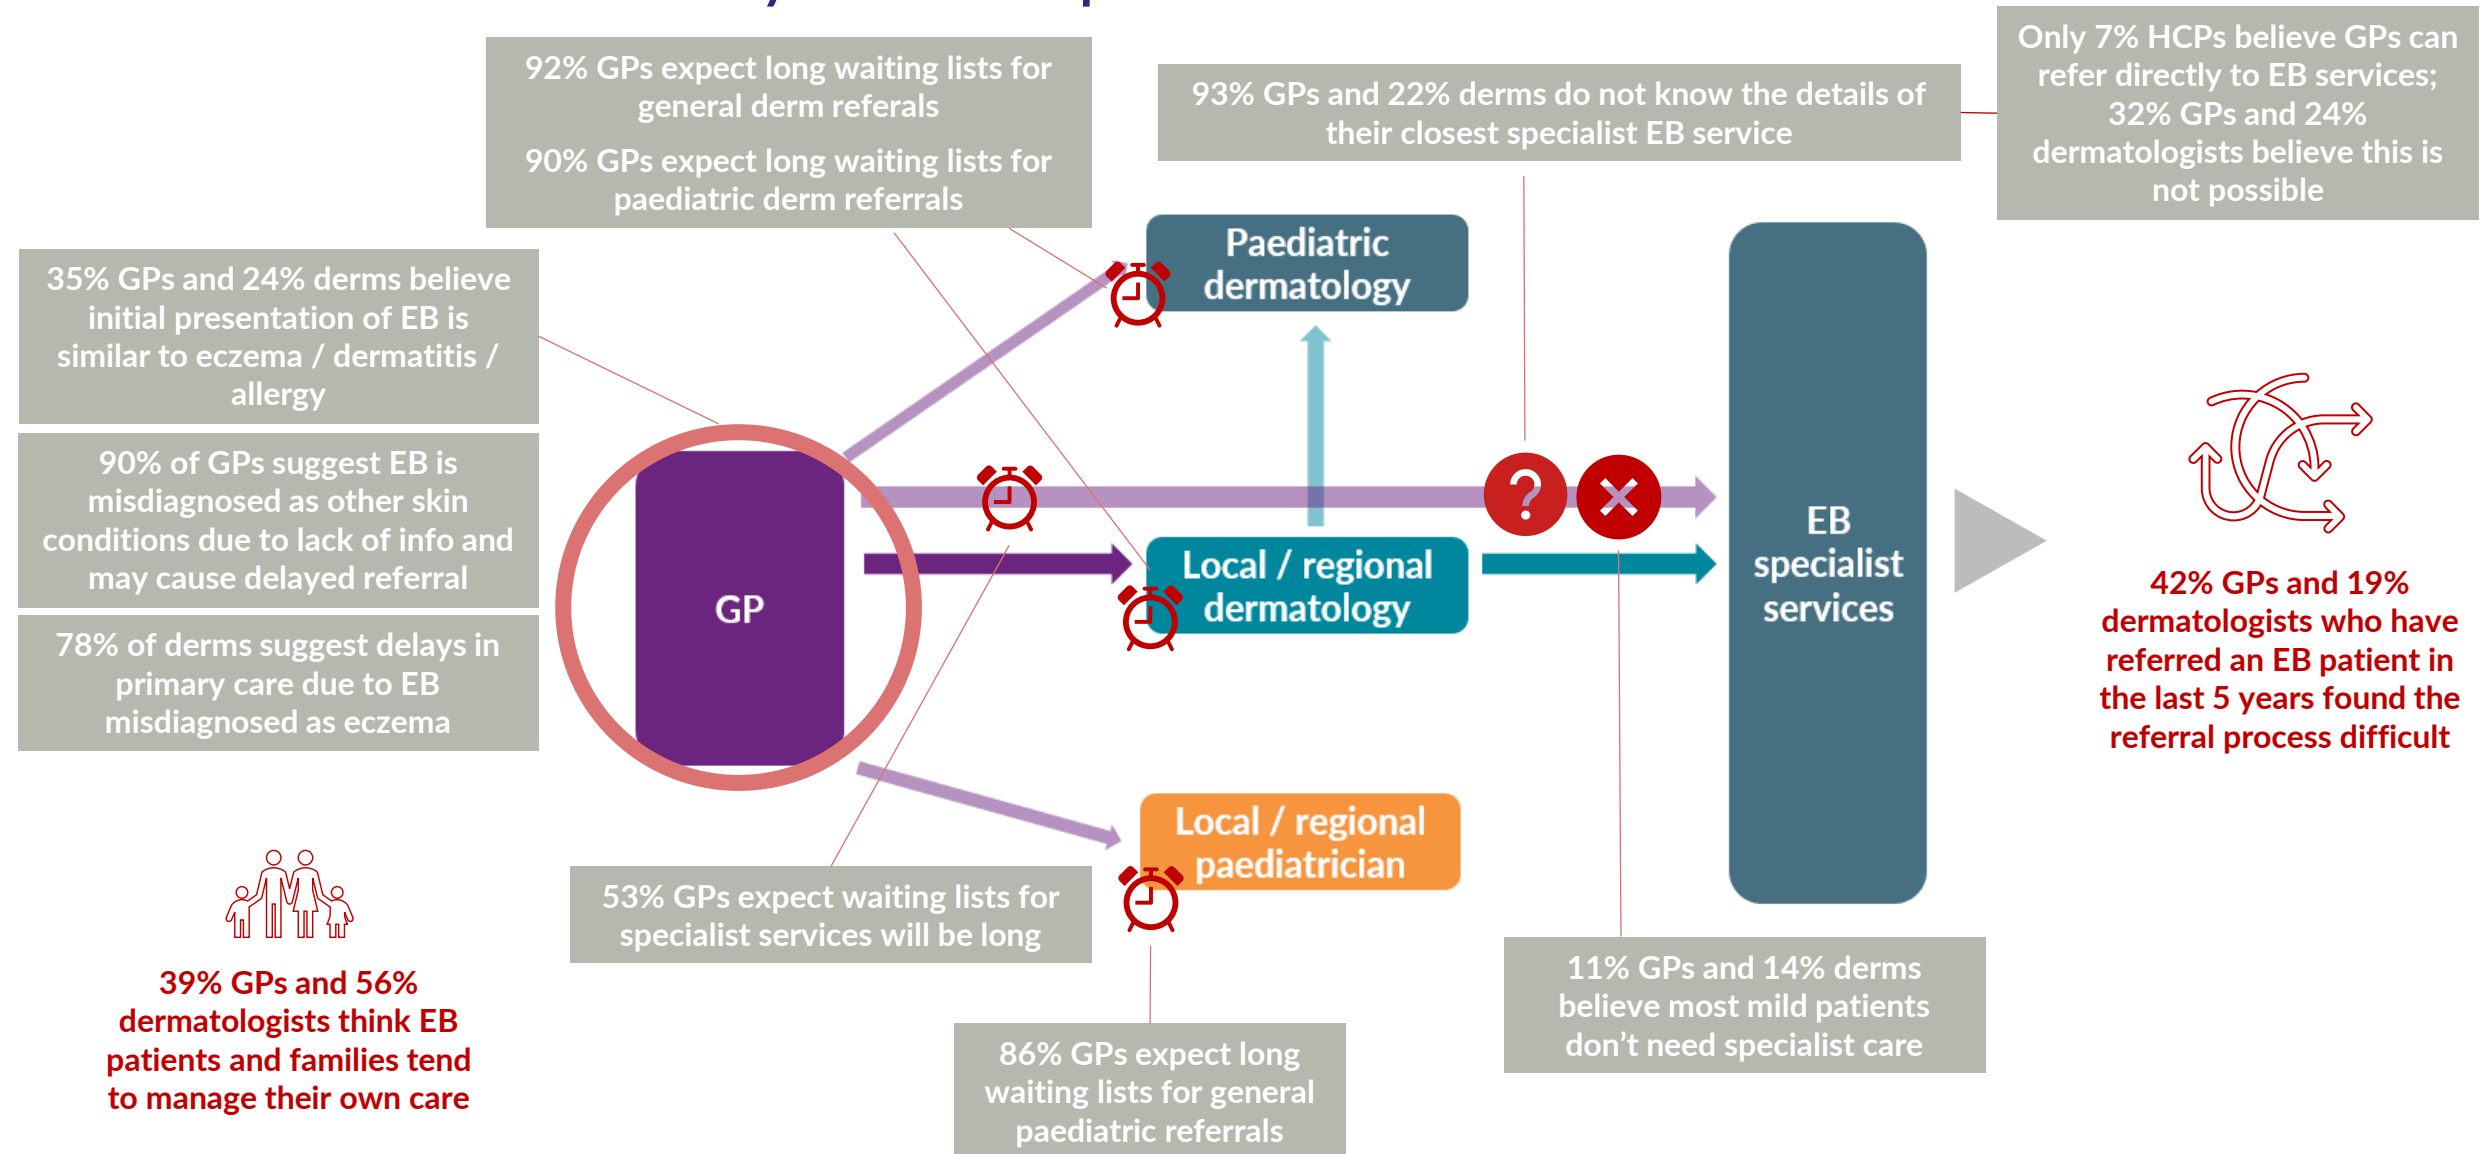 92% GPs expect long waiting lists for
general derm referals
90% GPs expect long waiting lists for
paediatric derm referrals
93% GPs and 22% derms do not know the details of
their closest specialist EB service
Only 7% HCPs believe GPs can
refer directly to EB services;
32% GPs and 24%
dermatologists believe this is
not possible
35% GPs and 24% derms believe
initial presentation of EB is
similar to eczema / dermatitis /
allergy
90% of GPs suggest EB is
misdiagnosed as other skin
conditions due to lack of info and
may cause delayed referral
78% of derms suggest delays in
primary care due to EB
misdiagnosed as eczema
GP
Paediatric
dermatology
Local / regional
dermatology
Local / regional
paediatrician
?
EB
specialist
services
42% GPs and 19%
dermatologists who have
referred an EB patient in
the last 5 years found the
referral process difficult
39% GPs and 56%
dermatologists think EB
patients and families tend
to manage their own care
53% GPs expect waiting lists for
specialist services will be long
86% GPs expect long
waiting lists for general
paediatric referrals
11% GPs and 14% derms
believe most mild patients
don't need specialist care